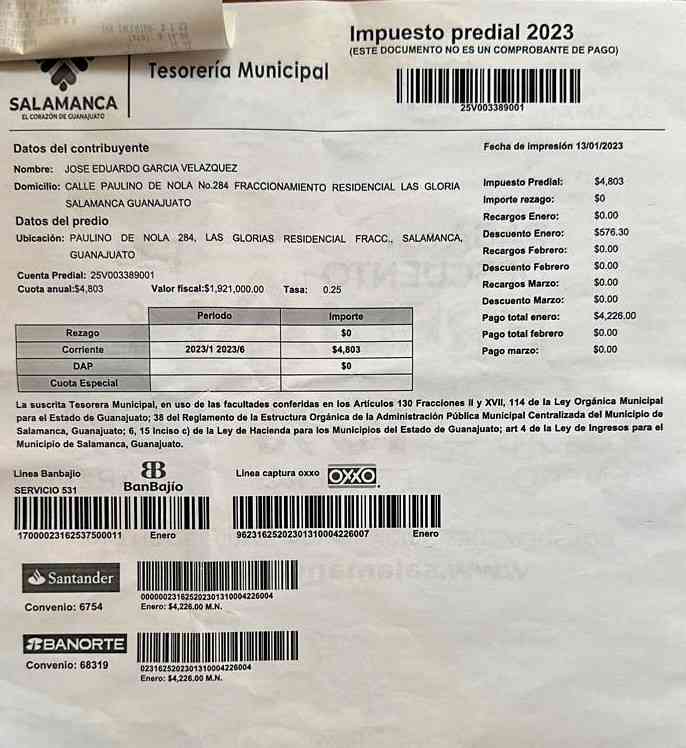 Impuesto predial 2023
(ESTE DOCUMENTO NO ES UN COMPROBANTE DE PAGO)
Tesorería Municipal
SALAMANCA
EL CORAZÓN DE GUANAJUATO
25V003389001
Datos del contribuyente
Fecha de impresión 13/01/2023
Nombre: JOSE EDUARDO GARCIA VELAZQUEZ
Domicilio: CALLE PAULINO DE NOLA No.284 FRACCIONAMIENTO RESIDENCIAL LAS GLORIA
SALAMANCA GUANAJUATO
Datos del predio
Ubicación: PAULINO DE NOLA 284, LAS GLORIAS RESIDENCIAL FRACC., SALAMANCA,
GUANAJUATO
Cuenta Predial: 25V003389001
Cuota anual:$4,803 Valor fiscal:$1,921,000.00 Tasa: 0.25
Impuesto Predial: $4,803
Importe rezago: $0
Recargos Enero: $0.00
Descuento Enero: $576.30
Recargos Febrero: $0.00
Descuento Febrero $0.00
Recargos Marzo: $0.00
Descuento Marzo: $0.00
Pago total enero: $4,226.00
Pago total febrero $0.00
Pago marzo: $0.00
Periodo Importe
Rezago $0
Corriente 2023/1 2023/6 $4,803
DAP $0
Cuota Especial
La suscrita Tesorera Municipal, en uso de las facultades conferidas en los Artículos 130 Fracciones II y XVII, 114 de la Ley Orgánica Municipal
para el Estado de Guanajuato; 38 del Reglamento de la Estructura Orgánica de la Administración Pública Municipal Centralizada del Municipio de
Salamanca, Guanajuato; 6, 15 Inciso c) de la Ley de Hacienda para los Municipios del Estado de Guanajuato; art 4 de la Ley de Ingresos para el
Municipio de Salamanca, Guanajuato.
Linea Banbajio
SERVICIO 531
BanBajío
17000023162537500011 Enero
Linea captura oxxo
OXXO
96231625202301310004226007 Enero
Santander
Convenio: 6754
00000023162520230131000422​6004
Enero: $4,226.00 M.N.
BANORTE
Convenio: 68319
0231625202301310004226004
Enero: $4,226.00 M.N.